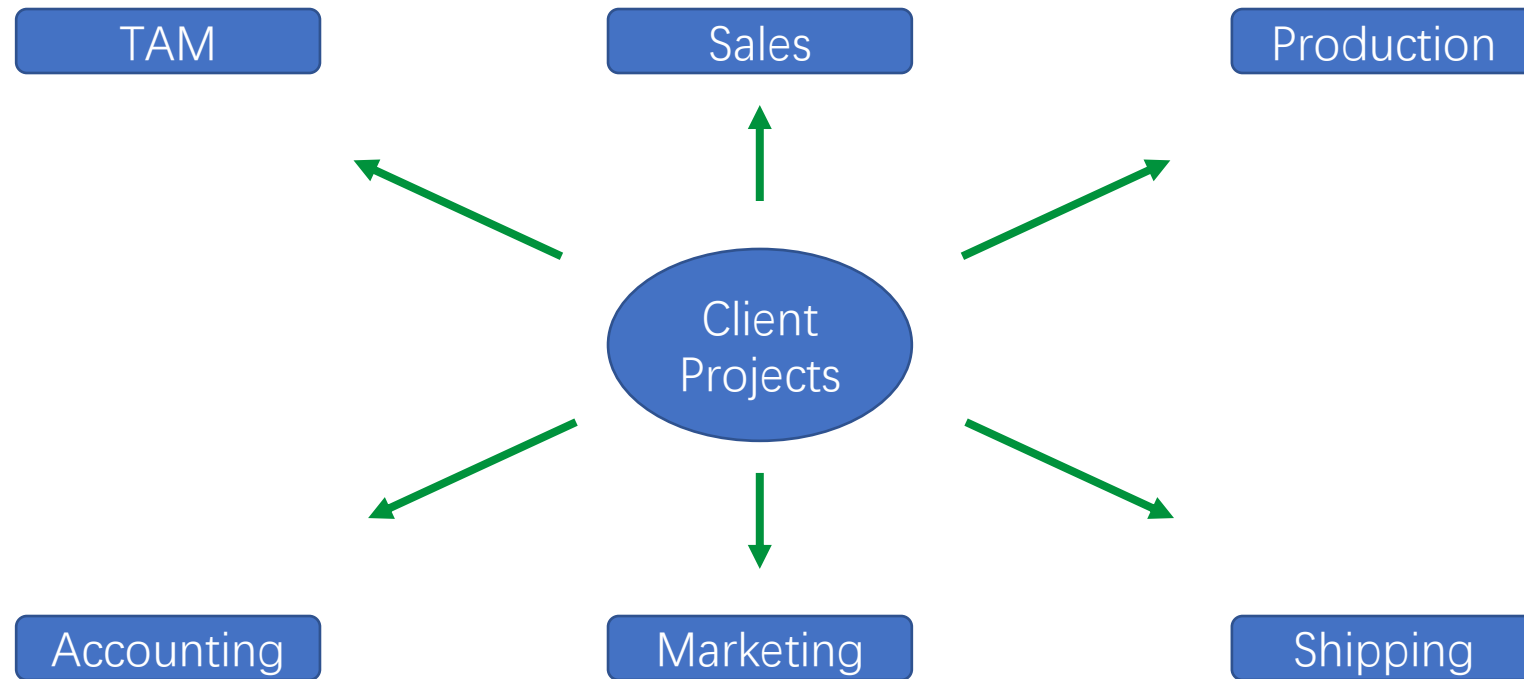 TAM
Sales
Production
Client
Projects
Accounting
Marketing
Shipping